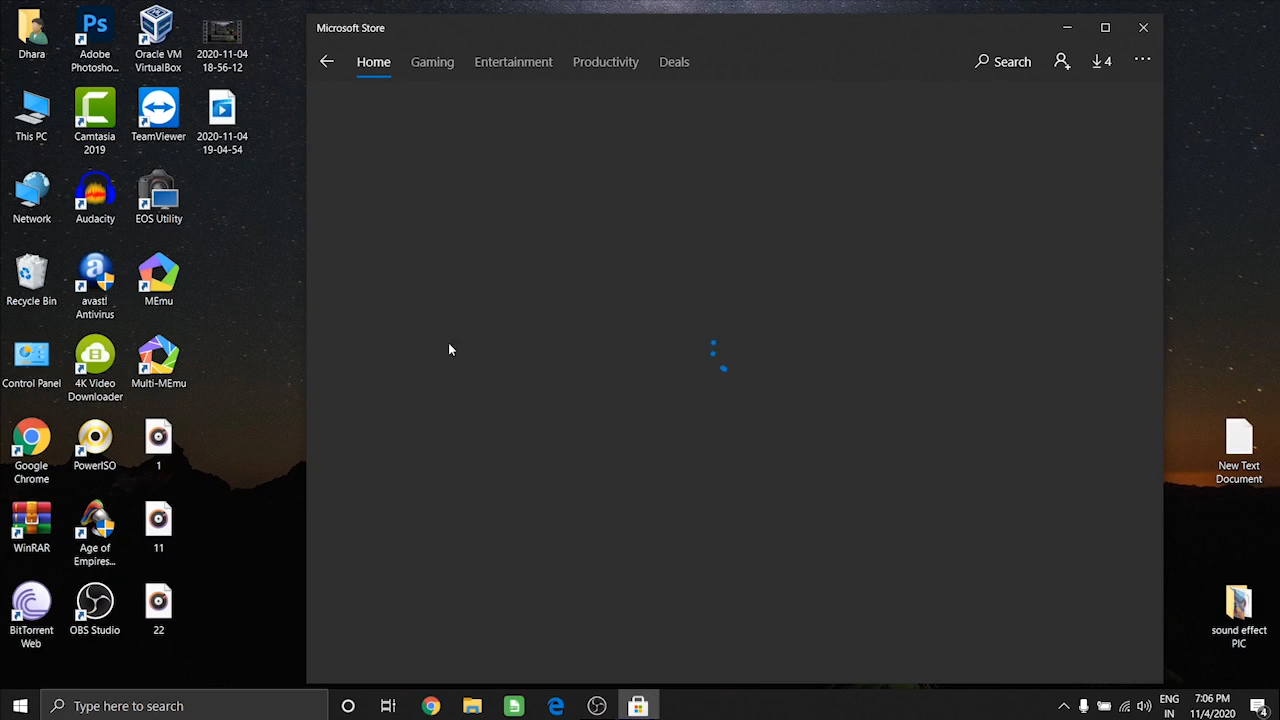 Microsoft Store
Home
Gaming
Entertainment
Productivity
Deals
Search
4
Dhara
Ps
Adobe
Photosho...
Oracle VM
VirtualBox
2020-11-04
18-56-12
This PC
Camtasia
2019
TeamViewer
2020-11-04
19-04-54
Network
Audacity
EOS Utility
Recycle Bin
a
avast!
Antivirus
MEmu
Control Panel
4K Video
Downloader
Multi-MEmu
Google
Chrome
PowerISO
1
WinRAR
Age of
Empires...
11
BitTorrent
Web
OBS Studio
22
New Text
Document
sound effect
PIC
Type here to search
ENG
IN
7:06 PM
11/4/2020
4